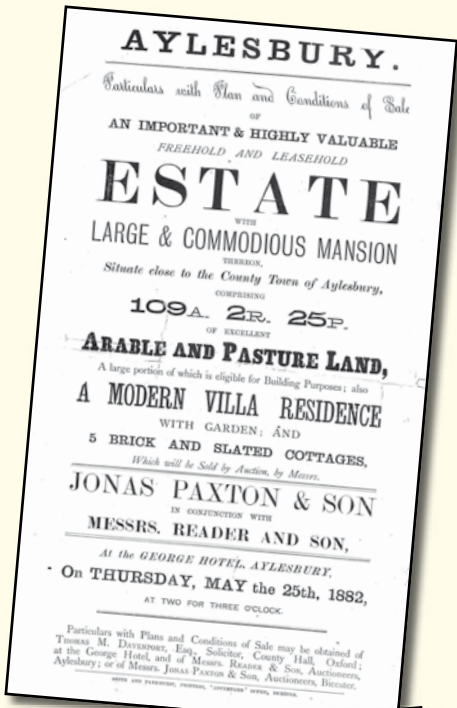 AYLESBURY.
Particulars with Plan and Conditions of Sale
OF
AN IMPORTANT & HIGHLY VALUABLE
FREEHOLD AND LEASEHOLD
ESTATE
WITH
LARGE & COMMODIOUS MANSION
THEREON,
Situate close to the County Town of Aylesbury,
COMPRISING
109A. 2R. 25P.
OF EXCELLENT
ARABLE AND PASTURE LAND,
A large portion of which is eligible for Building Purposes; also
A MODERN VILLA RESIDENCE
WITH GARDEN; AND
5 BRICK AND SLATED COTTAGES,
Which will be Sold by Auction, by Messrs.
JONAS PAXTON & SON
IN CONJUNCTION WITH
MESSRS. READER AND SON,
At the GEORGE HOTEL, AYLESBURY,
On THURSDAY, MAY the 25th, 1882,
AT TWO FOR THREE O'CLOCK.
Particulars with Plans and Conditions of Sale may be obtained of
THOMAS M. DAVENPORT, Esq., Solicitor, County Hall, Oxford;
at the George Hotel, and of Messrs. READER & SON, Auctioneers,
Aylesbury; or of Messrs. JONAS PAXTON & SON, Auctioneers, Bicester.